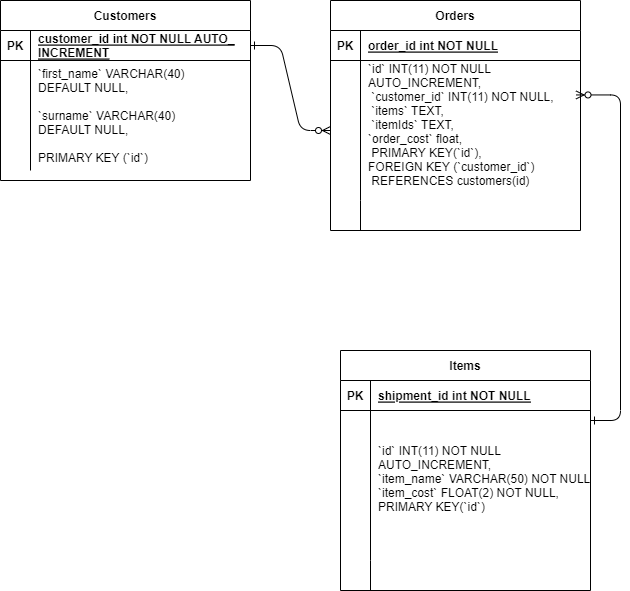 Customers
PK
customer_id int NOT NULL AUTO_
INCREMENT
`first_name` VARCHAR(40)
DEFAULT NULL,
`surname` VARCHAR(40)
DEFAULT NULL,
PRIMARY KEY (`id`)
Orders
PK
order_id int NOT NULL
`id` INT(11) NOT NULL
AUTO_INCREMENT,
`customer_id` INT(11) NOT NULL,
`items` TEXT,
`itemIds` TEXT,
`order_cost` float,
PRIMARY KEY(`id`),
FOREIGN KEY (`customer_id`)
REFERENCES customers(id)
Items
PK
shipment_id int NOT NULL
`id` INT(11) NOT NULL
AUTO_INCREMENT,
`item_name` VARCHAR(50) NOT NULL
`item_cost` FLOAT(2) NOT NULL,
PRIMARY KEY(`id`)